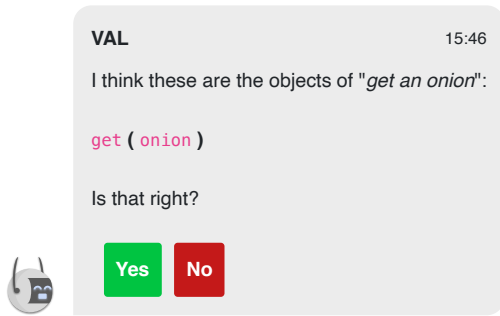 VAL 15:46
I think these are the objects of "get an onion":
get ( onion )
Is that right?
Yes No